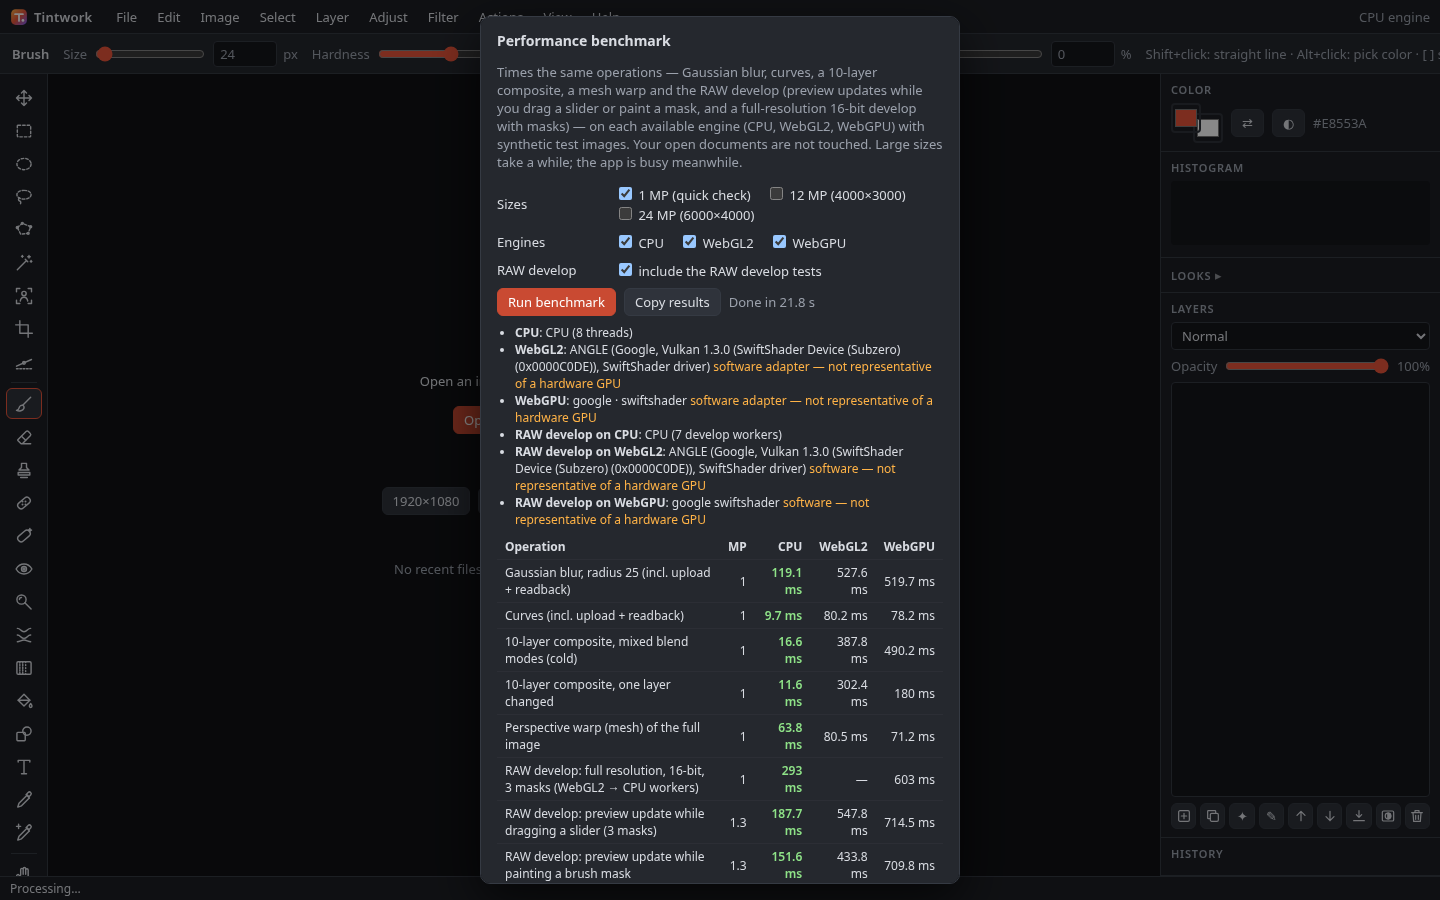 Tintwork File Edit Image Select Layer Adjust Filter CPU engine
Performance benchmark
Brush Size 24 px Hardness 0 % Shift+click: straight line · Alt+click: pick color · [ ]
Times the same operations — Gaussian blur, curves, a 10-layer
composite, a mesh warp and the RAW develop (preview updates while
you drag a slider or paint a mask, and a full-resolution 16-bit develop
with masks) — on each available engine (CPU, WebGL2, WebGPU) with
synthetic test images. Your open documents are not touched. Large sizes
take a while; the app is busy meanwhile.
Sizes
1 MP (quick check) 12 MP (4000×3000)
24 MP (6000×4000)
Engines CPU WebGL2 WebGPU
RAW develop include the RAW develop tests
Run benchmark Copy results Done in 21.8 s
CPU: CPU (8 threads)
WebGL2: ANGLE (Google, Vulkan 1.3.0 (SwiftShader Device (Subzero)
(0x0000C0DE)), SwiftShader driver) software adapter — not representative
of a hardware GPU
WebGPU: google · swiftshader software adapter — not representative of a
hardware GPU
RAW develop on CPU: CPU (7 develop workers)
RAW develop on WebGL2: ANGLE (Google, Vulkan 1.3.0 (SwiftShader
Device (Subzero) (0x0000C0DE)), SwiftShader driver) software — not
representative of a hardware GPU
RAW develop on WebGPU: google swiftshader software — not
representative of a hardware GPU
Operation MP CPU WebGL2 WebGPU
Gaussian blur, radius 25 (incl. upload
+ readback) 1 119.1 ms 527.6 ms 519.7 ms
Curves (incl. upload + readback) 1 9.7 ms 80.2 ms 78.2 ms
10-layer composite, mixed blend
modes (cold) 1 16.6 ms 387.8 ms 490.2 ms
10-layer composite, one layer
changed 1 11.6 ms 302.4 ms 180 ms
Perspective warp (mesh) of the full
image 1 63.8 ms 80.5 ms 71.2 ms
RAW develop: full resolution, 16-bit,
3 masks (WebGL2 → CPU workers) 1 293 ms — 603 ms
RAW develop: preview update while
dragging a slider (3 masks) 1.3 187.7 ms 547.8 ms 714.5 ms
RAW develop: preview update while
painting a brush mask 1.3 151.6 ms 433.8 ms 709.8 ms
Open an
1920×1080
No recent files
COLOR
#E8553A
HISTOGRAM
LOOKS ▸
LAYERS
Normal
Opacity 100%
HISTORY
Processing...